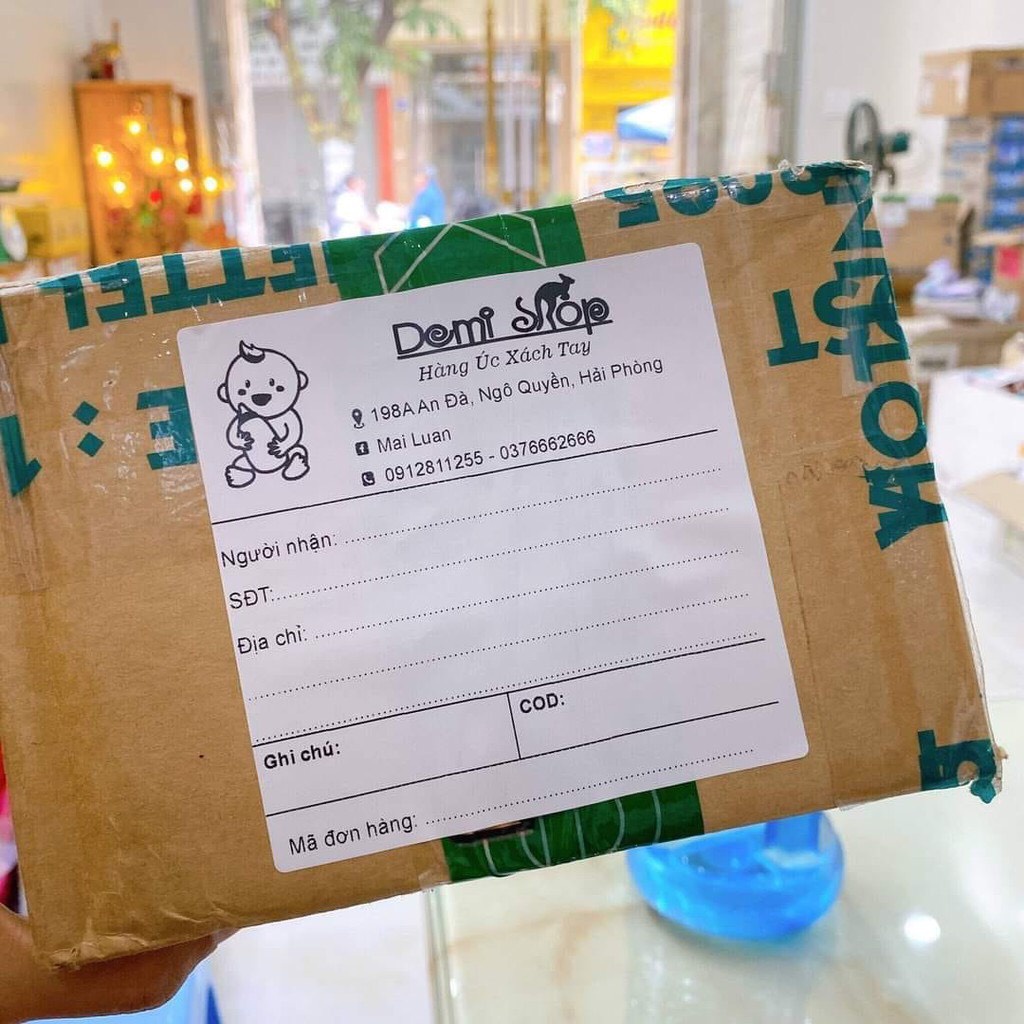 Demi Shop
Hàng Úc Xách Tay
198A An Đà, Ngô Quyền, Hải Phòng
Mai Luan
0912811255 - 0376662666
Người nhận:
SĐT:
Địa chỉ:
Ghi chú:
COD:
Mã đơn hàng: